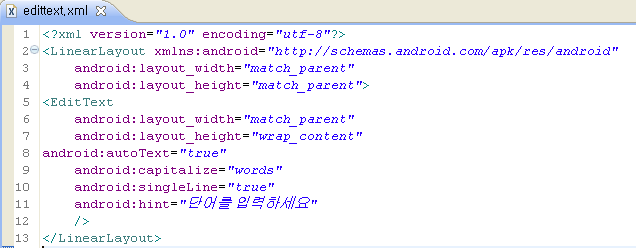 edittext.xml
1 <?xml version="1.0" encoding="utf-8"?>
2 <LinearLayout xmlns:android="http://schemas.android.com/apk/res/android"
3 android:layout_width="match_parent"
4 android:layout_height="match_parent">
5 <EditText
6 android:layout_width="match_parent"
7 android:layout_height="wrap_content"
8 android:autoText="true"
9 android:capitalize="words"
10 android:singleLine="true"
11 android:hint="단어를 입력하세요"
12 />
13 </LinearLayout>